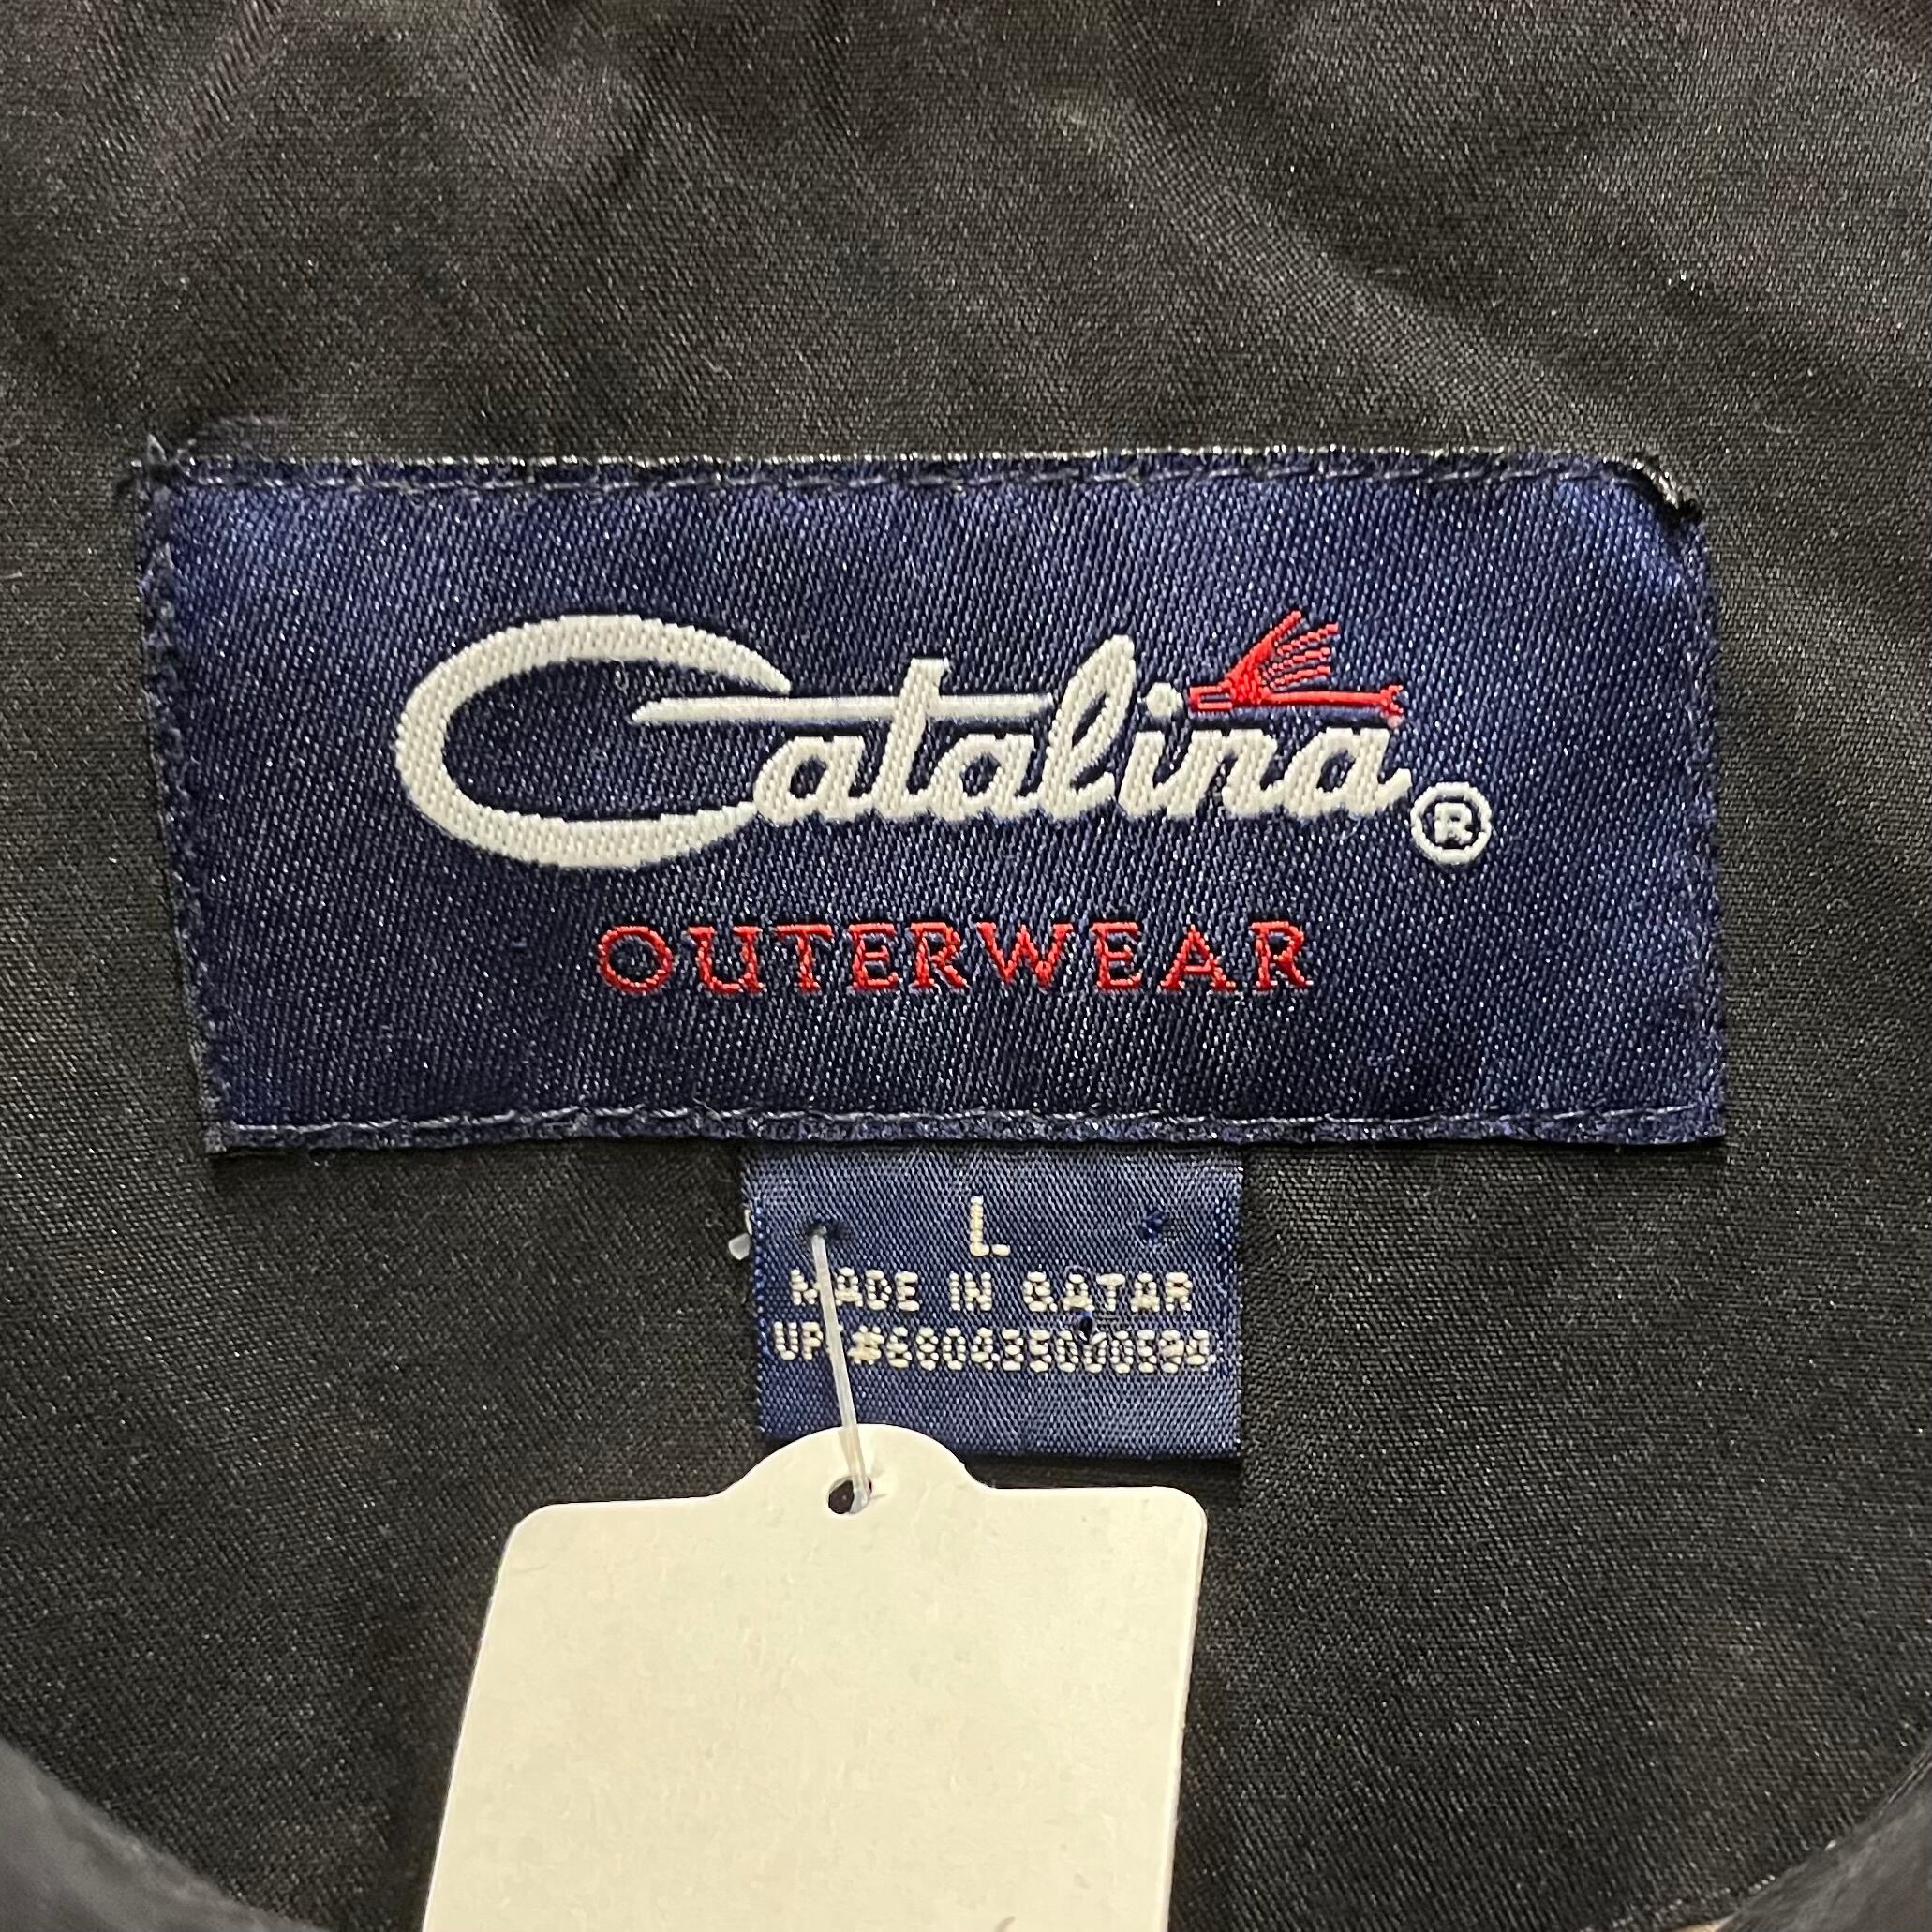 Catalina®
OUTERWEAR
L
MADE IN QATAR